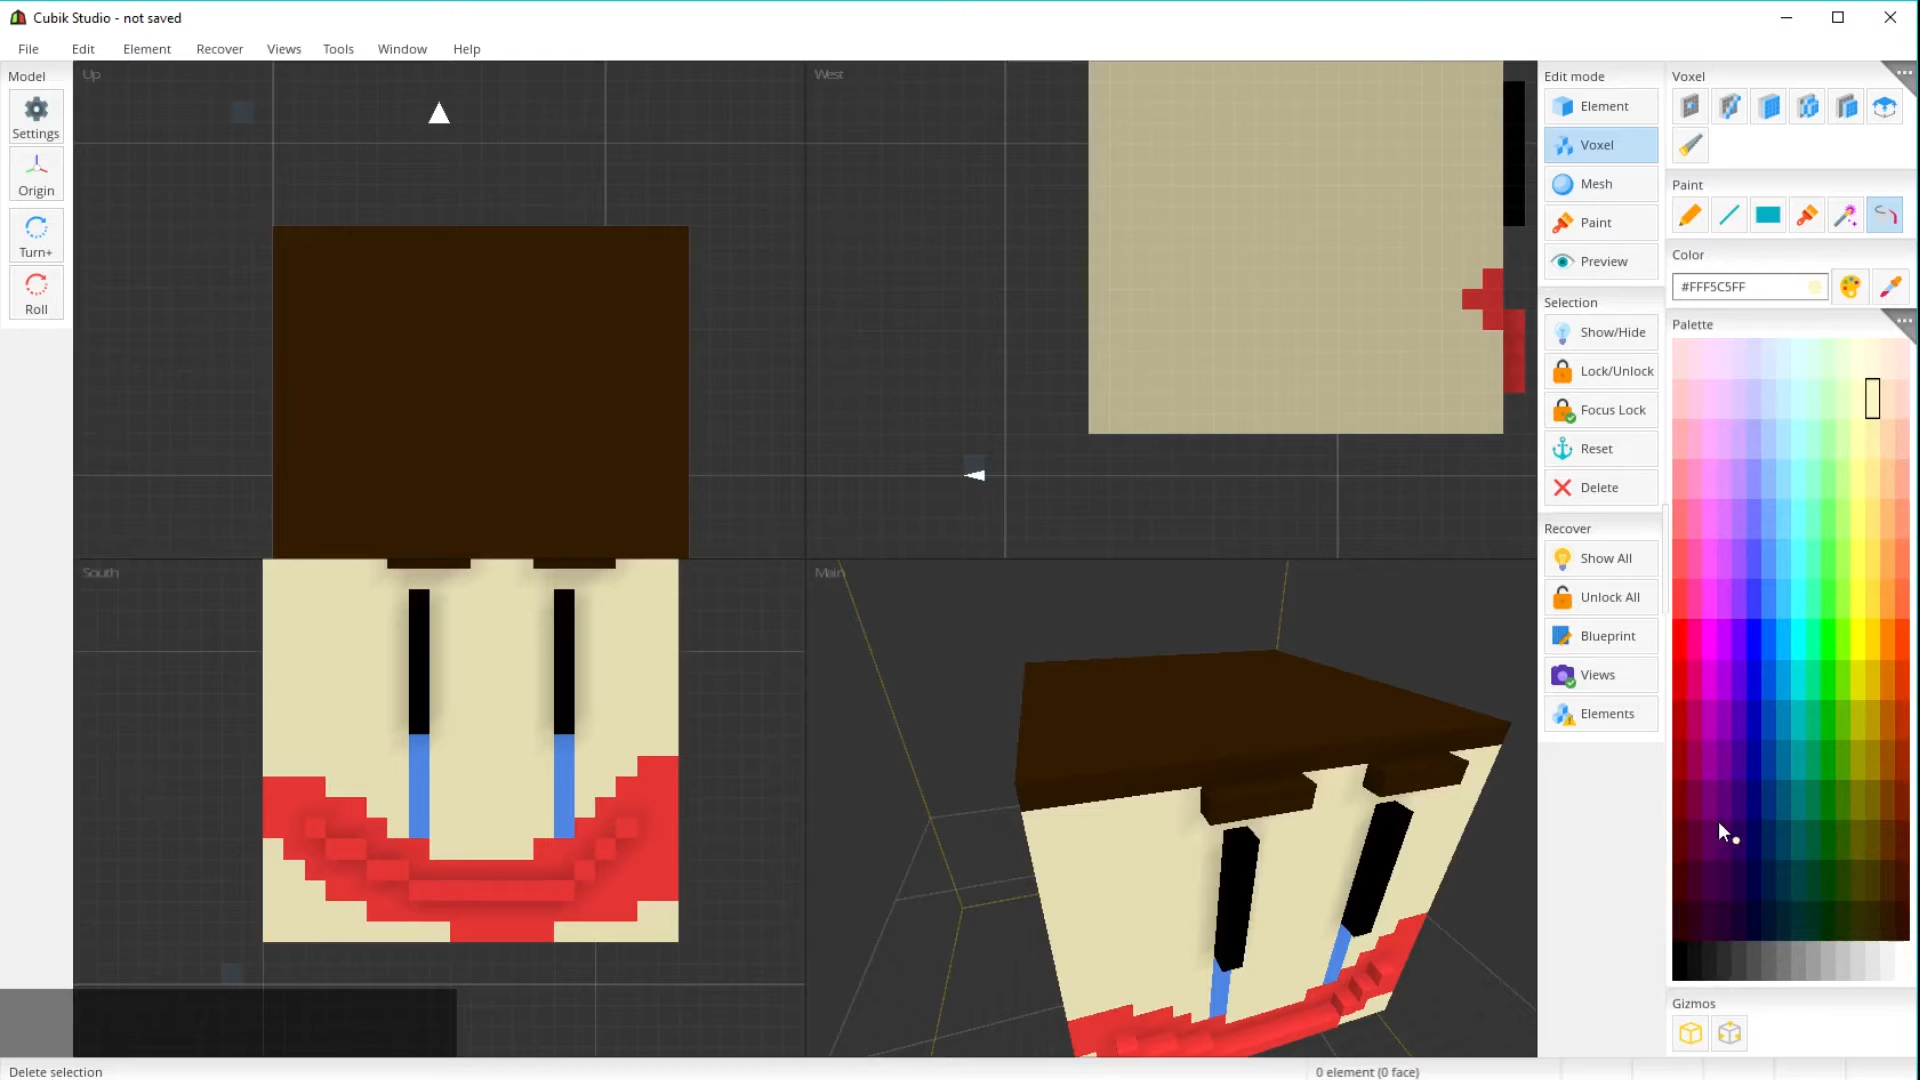 Cubik Studio - not saved
File Edit Element Recover Views Tools Window Help
Model
Settings
Origin
Turn+
Roll
Up
West
South
Main
Edit mode
Element
Voxel
Mesh
Paint
Preview
Selection
Show/Hide
Lock/Unlock
Focus Lock
Reset
Delete
Recover
Show All
Unlock All
Blueprint
Views
Elements
Voxel
Paint
Color
#FFF5C5FF
Palette
Gizmos
Delete selection
0 element (0 face)